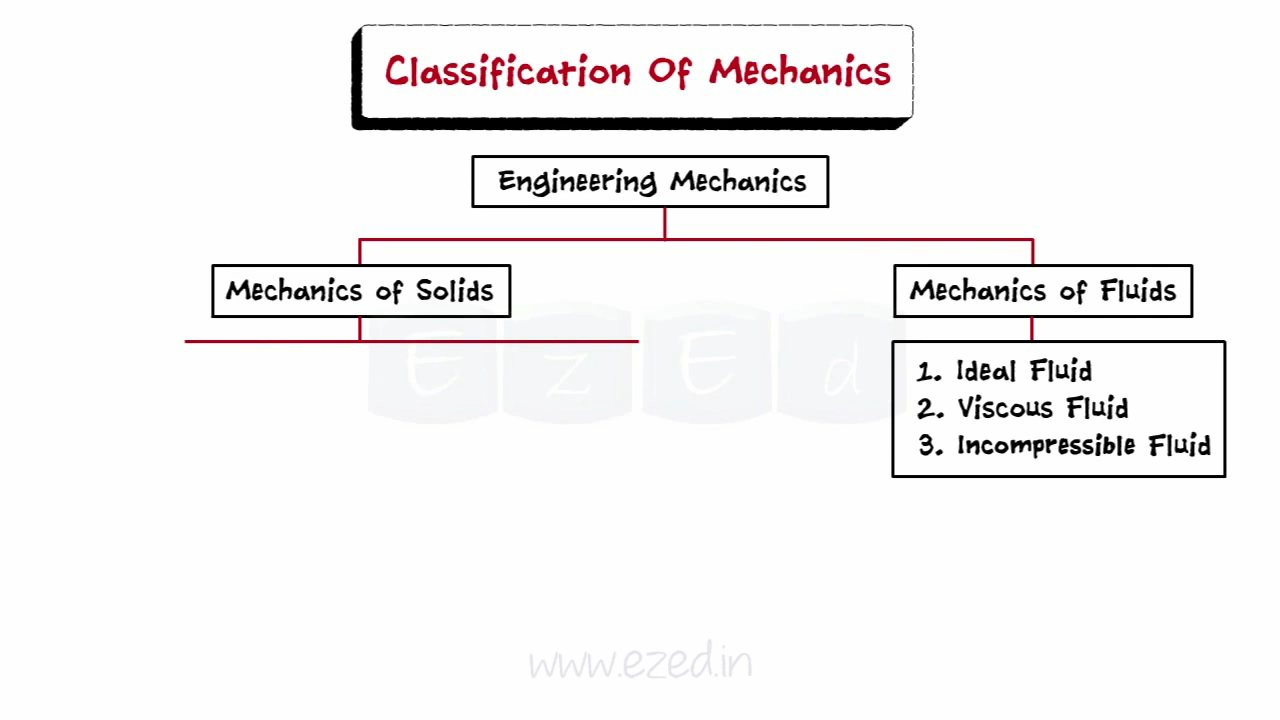 Classification Of Mechanics
Engineering Mechanics
Mechanics of Solids
Mechanics of Fluids
1. Ideal Fluid
2. Viscous Fluid
3. Incompressible Fluid
EzEd
www.ezed.in